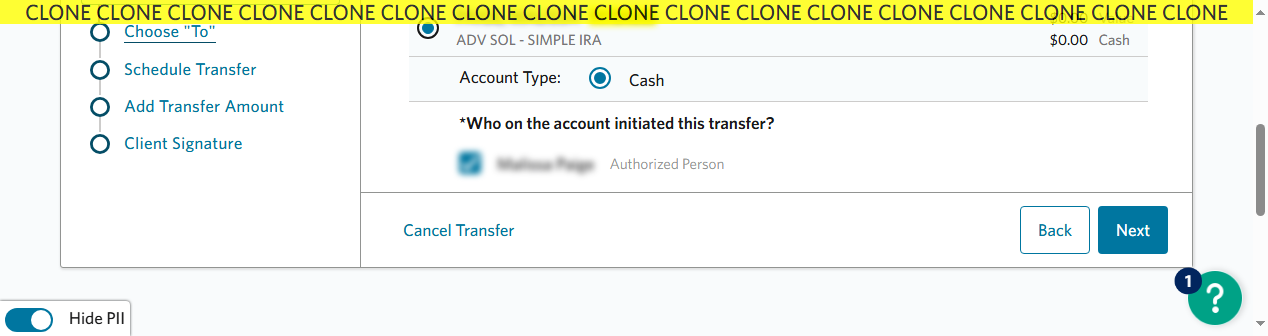 CLONE CLONE CLONE CLONE CLONE CLONE CLONE CLONE CLONE CLONE CLONE CLONE CLONE CLONE CLONE CLONE CLONE
Choose "To"
Schedule Transfer
Add Transfer Amount
Client Signature
ADV SOL - SIMPLE IRA
$0.00 Cash
Account Type: Cash
*Who on the account initiated this transfer?
Authorized Person
Cancel Transfer
Back
Next
1
?
Hide PII